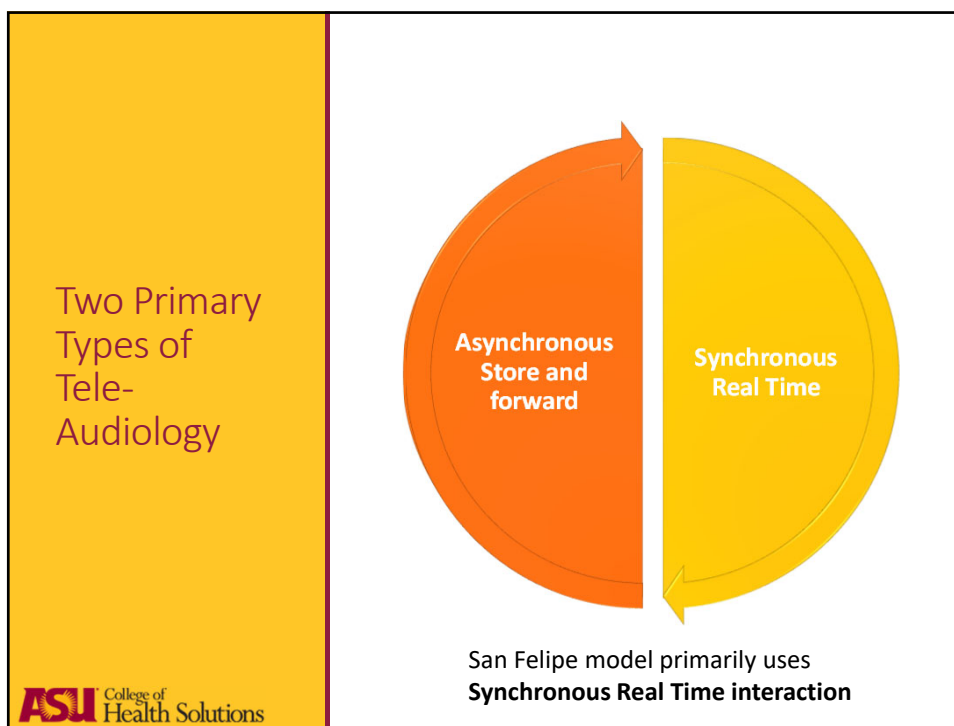 Two Primary
Types of
Tele-
Audiology
Asynchronous
Store and
forward
Synchronous
Real Time
San Felipe model primarily uses
Synchronous Real Time interaction
ASU College of
Health Solutions